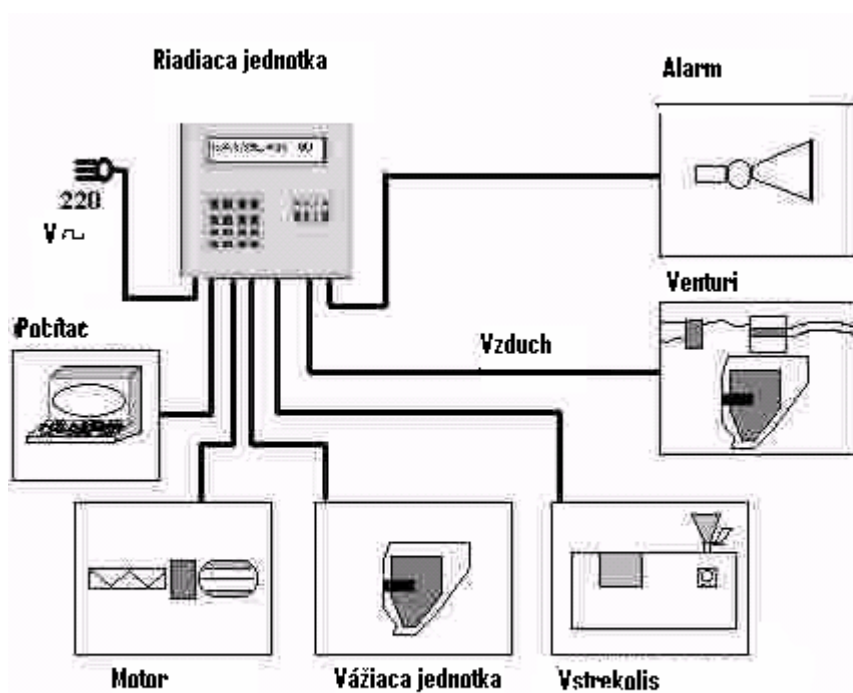 Riadiaca jednotka
Alarm
220
V
Venturi
Počítač
Vzduch
Motor
Vážiaca jednotka
Vstrekolis